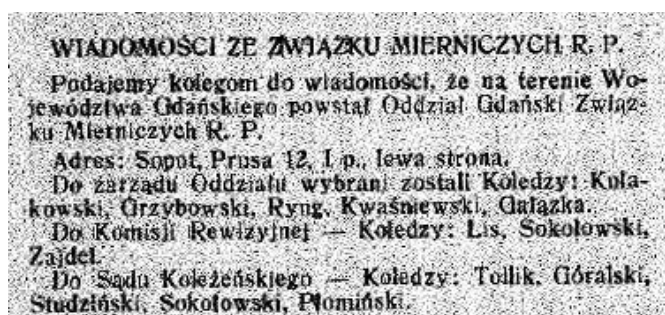 WIADOMOŚCI ZE ZWIĄZKU MIERNICZYCH R. P.
Podajemy kolegom do wiadomości, że na terenie Wo-
jewództwa Gdańskiego powstał Oddział Gdański Związ-
ku Mierniczych R. P.
Adres: Sopot, Prusa 12, I p., lewa strona.
Do zarządu Oddziału wybrani zostali Koledzy: Kuła-
kowski, Grzybowski, Ryng, Kwaśniewski, Gałązka.
Do Komisji Rewizyjnej — Koledzy: Lis, Sokołowski,
Zajdel.
Do Sądu Koleżeńskiego — Koledzy: Tollik, Góralski,
Studziński, Sokołowski, Płomiński.